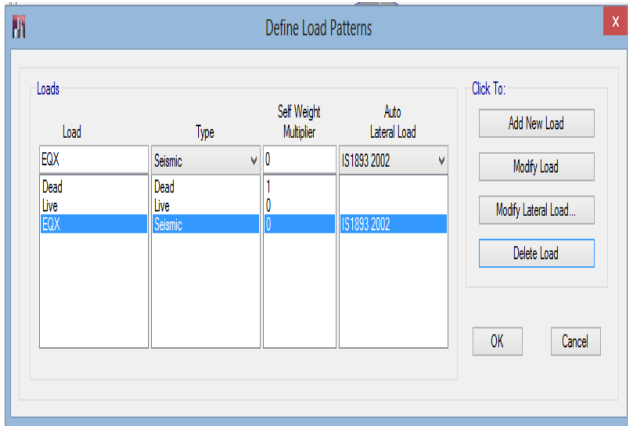 Define Load Patterns
x
Loads
Click To:
Load Type Self Weight Multiplier Auto Lateral Load
EQX Seismic 0 IS1893 2002
Dead Dead 1
Live Live 0
EQX Seismic 0 IS1893 2002
Add New Load
Modify Load
Modify Lateral Load...
Delete Load
OK Cancel